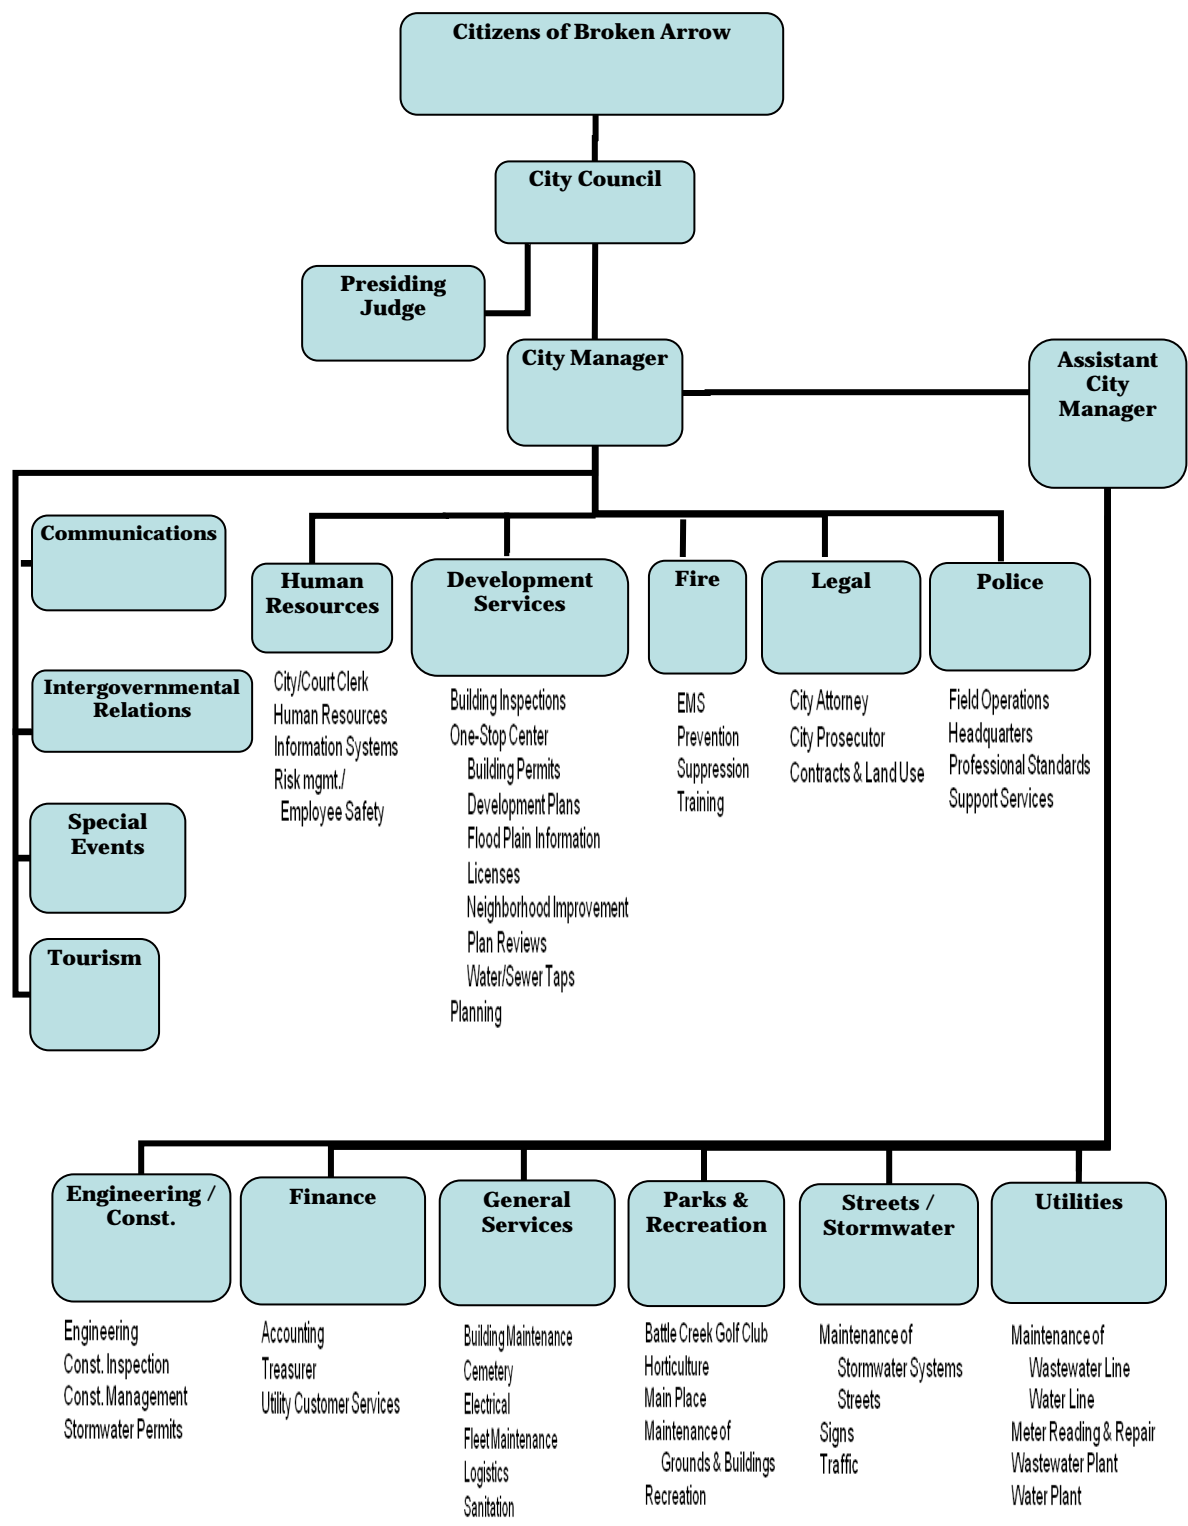 Citizens of Broken Arrow
City Council
Presiding
Judge
City Manager
Assistant
City
Manager
Communications
Intergovernmental
Relations
Special
Events
Tourism
Human
Resources
City/Court Clerk
Human Resources
Information Systems
Risk mgmt./
Employee Safety
Development
Services
Building Inspections
One-Stop Center
Building Permits
Development Plans
Flood Plain Information
Licenses
Neighborhood Improvement
Plan Reviews
Water/Sewer Taps
Planning
Fire
EMS
Prevention
Suppression
Training
Legal
City Attorney
City Prosecutor
Contracts & Land Use
Police
Field Operations
Headquarters
Professional Standards
Support Services
Engineering /
Const.
Engineering
Const. Inspection
Const. Management
Stormwater Permits
Finance
Accounting
Treasurer
Utility Customer Services
General
Services
Building Maintenance
Cemetery
Electrical
Fleet Maintenance
Logistics
Sanitation
Parks &
Recreation
Battle Creek Golf Club
Horticulture
Main Place
Maintenance of
Grounds & Buildings
Recreation
Streets /
Stormwater
Maintenance of
Stormwater Systems
Streets
Signs
Traffic
Utilities
Maintenance of
Wastewater Line
Water Line
Meter Reading & Repair
Wastewater Plant
Water Plant